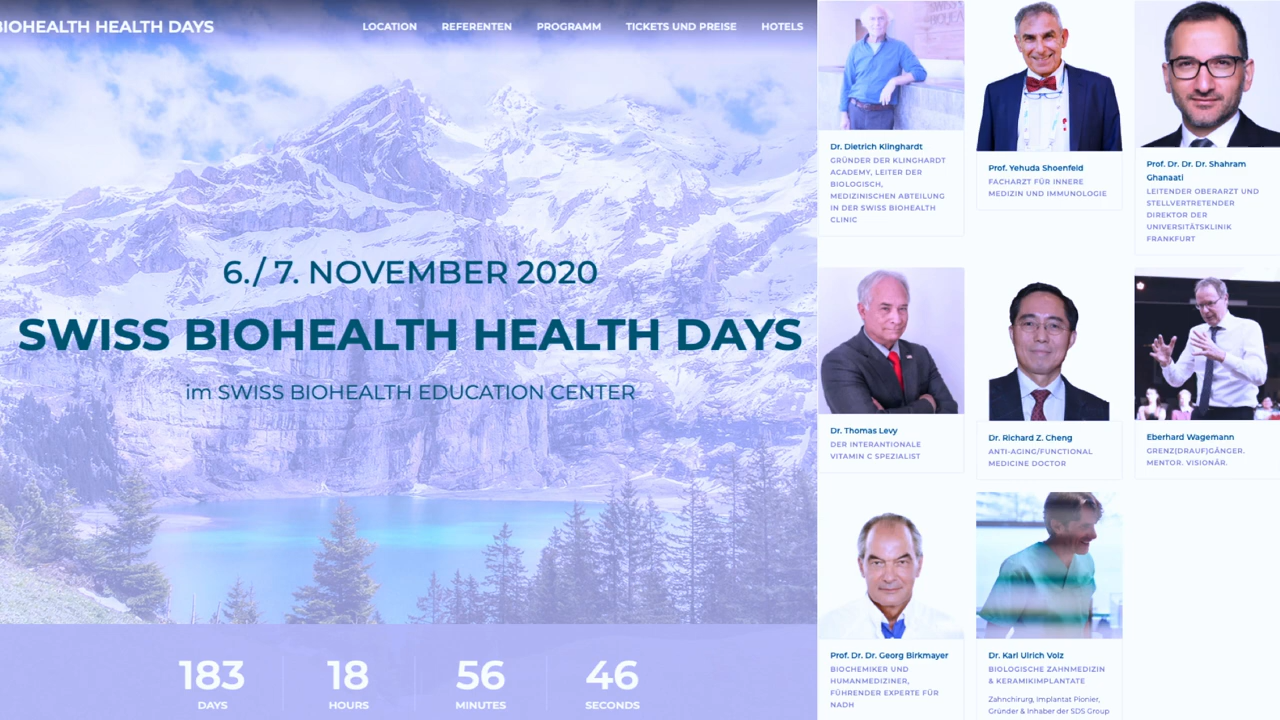 BIOHEALTH HEALTH DAYS
LOCATION REFERENTEN PROGRAMM TICKETS UND PREISE HOTELS
6./ 7. NOVEMBER 2020
SWISS BIOHEALTH HEALTH DAYS
im SWISS BIOHEALTH EDUCATION CENTER
183 18 56 46
DAYS HOURS MINUTES SECONDS
Dr. Dietrich Klinghardt
GRÜNDER DER KLINGHARDT
ACADEMY, LEITER DER
BIOLOGISCH,
MEDIZINISCHEN ABTEILUNG
IN DER SWISS BIOHEALTH
CLINIC
Prof. Yehuda Shoenfeld
FACHARZT FÜR INNERE
MEDIZIN UND IMMUNOLOGIE
Prof. Dr. Dr. Dr. Shahram
Ghanaati
LEITENDER OBERARZT UND
STELLVERTRETENDER
DIREKTOR DER
UNIVERSITÄTSKLINIK
FRANKFURT
Dr. Thomas Levy
DER INTERANTIONALE
VITAMIN C SPEZIALIST
Dr. Richard Z. Cheng
ANTI-AGING/FUNCTIONAL
MEDICINE DOCTOR
Eberhard Wagemann
GRENZ(DRAUF)GÄNGER.
MENTOR. VISIONÄR.
Prof. Dr. Dr. Georg Birkmayer
BIOCHEMIKER UND
HUMANMEDIZINER,
FÜHRENDER EXPERTE FÜR
NADH
Dr. Karl Ulrich Volz
BIOLOGISCHE ZAHNMEDIZIN
& KERAMIKIMPLANTATE
Zahnchirurg, Implantat Pionier,
Gründer & Inhaber der SDS Group